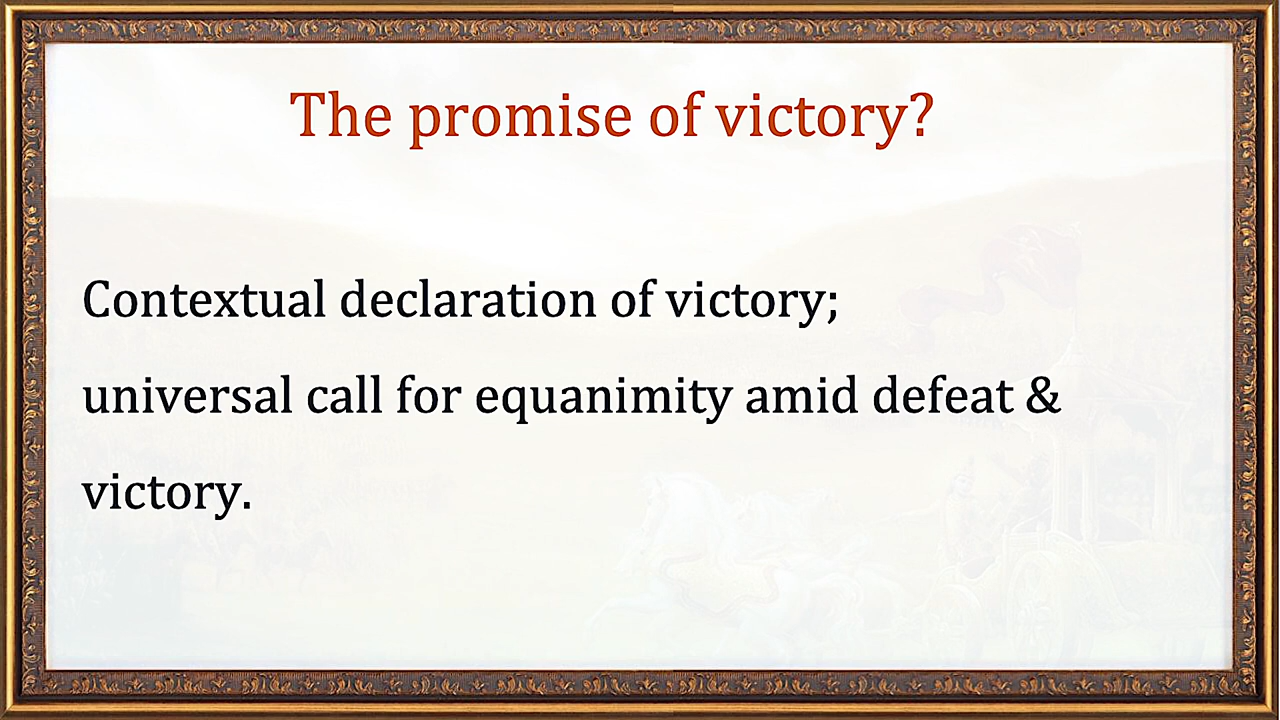 The promise of victory?
Contextual declaration of victory;
universal call for equanimity amid defeat &
victory.